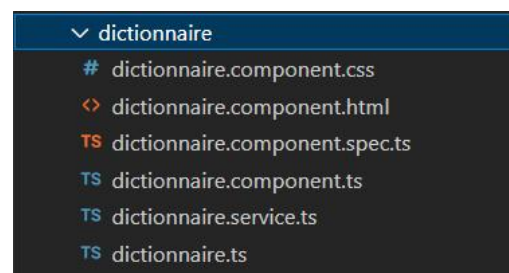 dictionnaire
# dictionnaire.component.css
<> dictionnaire.component.html
TS dictionnaire.component.spec.ts
TS dictionnaire.component.ts
TS dictionnaire.service.ts
TS dictionnaire.ts